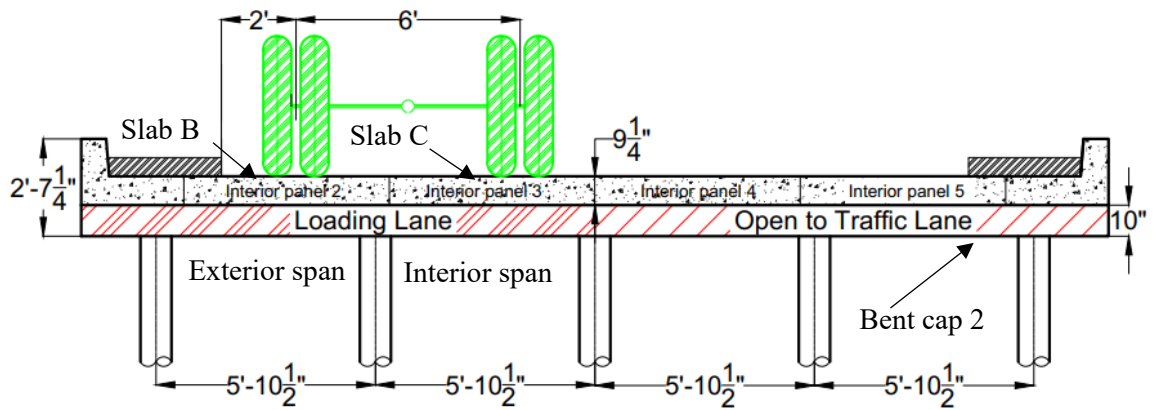 2' 6'
Slab B Slab C 9 1/4"
2'-7 1/4" Interior panel 2 Interior panel 3 Interior panel 4 Interior panel 5
Loading Lane Open to Traffic Lane 10"
Exterior span Interior span
Bent cap 2
5'-10 1/2" 5'-10 1/2" 5'-10 1/2" 5'-10 1/2"